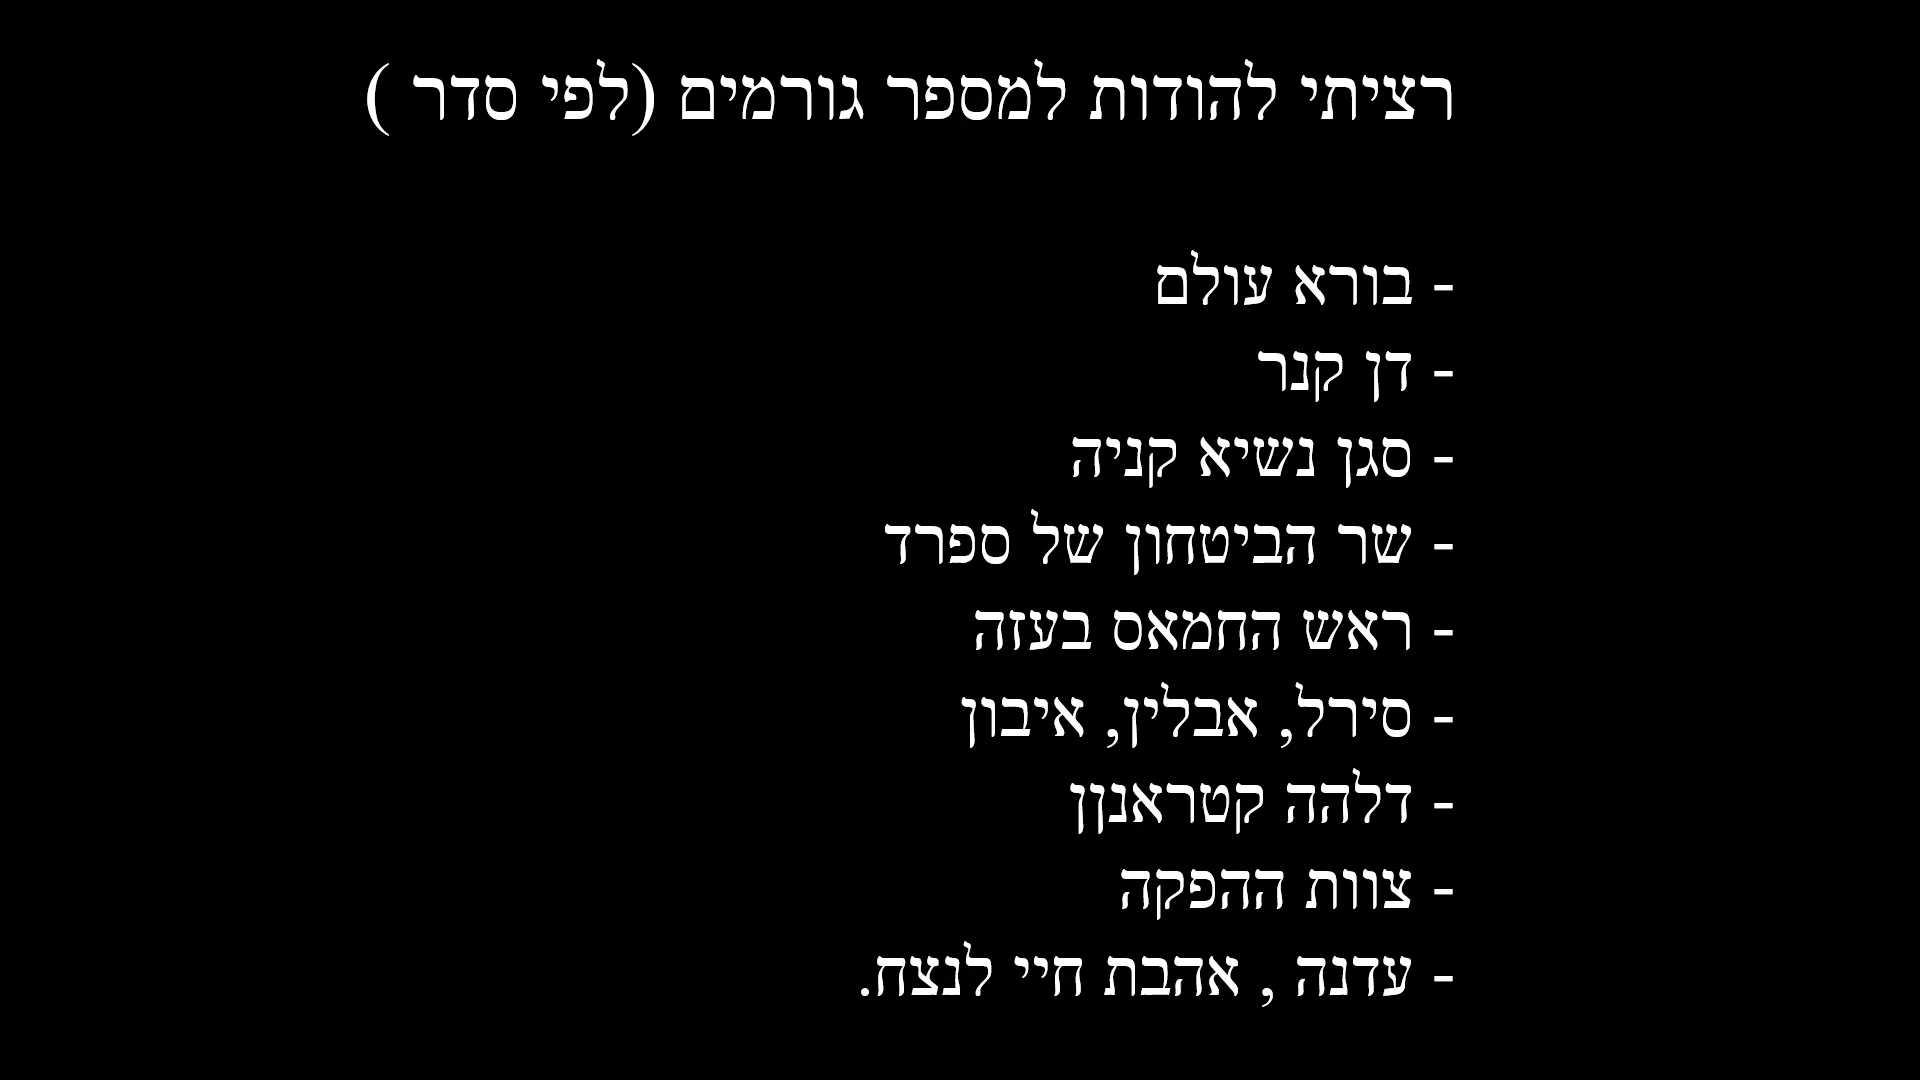 רציתי להודות למספר גורמים (לפי סדר )
- בורא עולם
- דן קנר
- סגן נשיא קניה
- שר הביטחון של ספרד
- ראש החמאס בעזה
- סירל, אבלין, איבון
- דלהה קטראנןן
- צוות ההפקה
- עדנה , אהבת חיי לנצח.